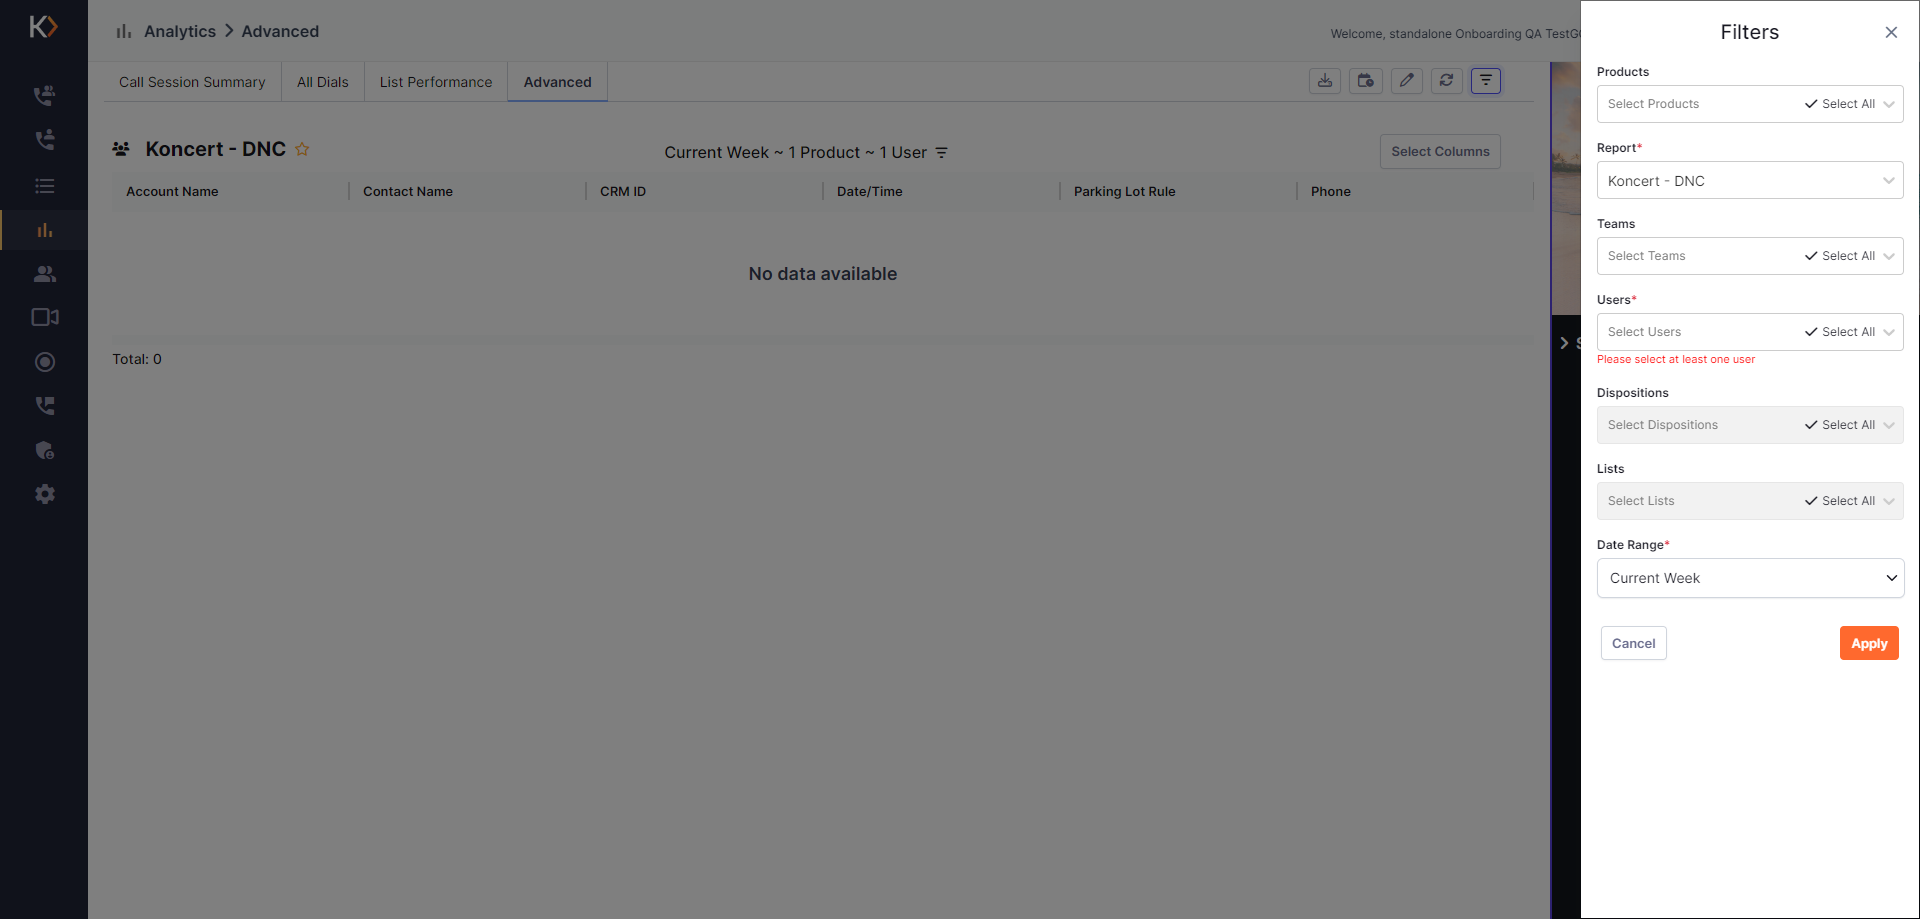 Analytics > Advanced
Welcome, standalone Onboarding QA TestG
Call Session Summary
All Dials
List Performance
Advanced
Koncert - DNC
Current Week ~ 1 Product ~ 1 User
Select Columns
Account Name
Contact Name
CRM ID
Date/Time
Parking Lot Rule
Phone
No data available
Total: 0
Filters
Products
Select Products
Select All
Report*
Koncert - DNC
Teams
Select Teams
Select All
Users*
Select Users
Select All
Please select at least one user
Dispositions
Select Dispositions
Select All
Lists
Select Lists
Select All
Date Range*
Current Week
Cancel
Apply